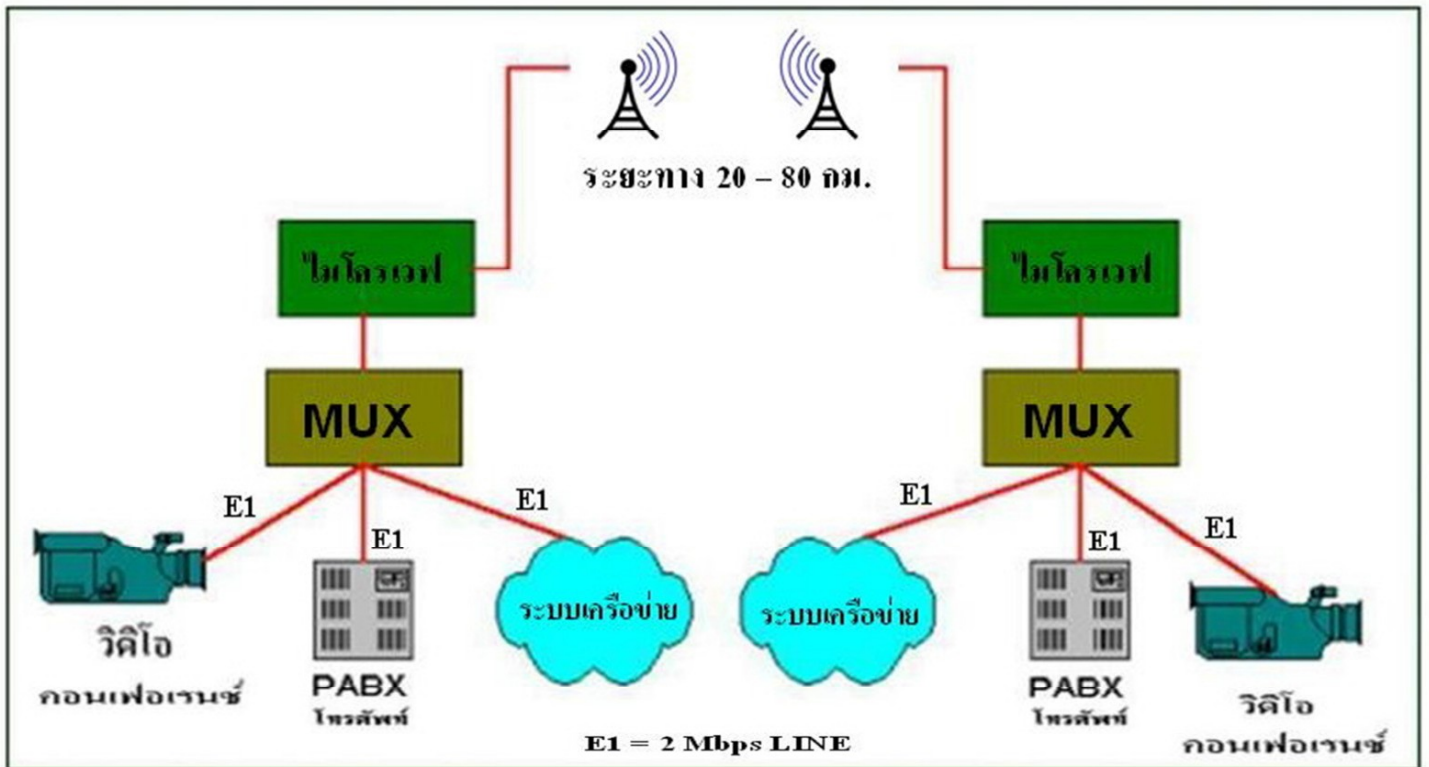 ระยะทาง 20 – 80 กม.
ไมโครเวฟ
ไมโครเวฟ
MUX
MUX
E1
E1
E1
E1
E1
E1
ระบบเครือข่าย
ระบบเครือข่าย
วิดิโอ
คอนเฟอเรนซ์
PABX
โทรศัพท์
PABX
โทรศัพท์
วิดิโอ
คอนเฟอเรนซ์
E1 = 2 Mbps LINE